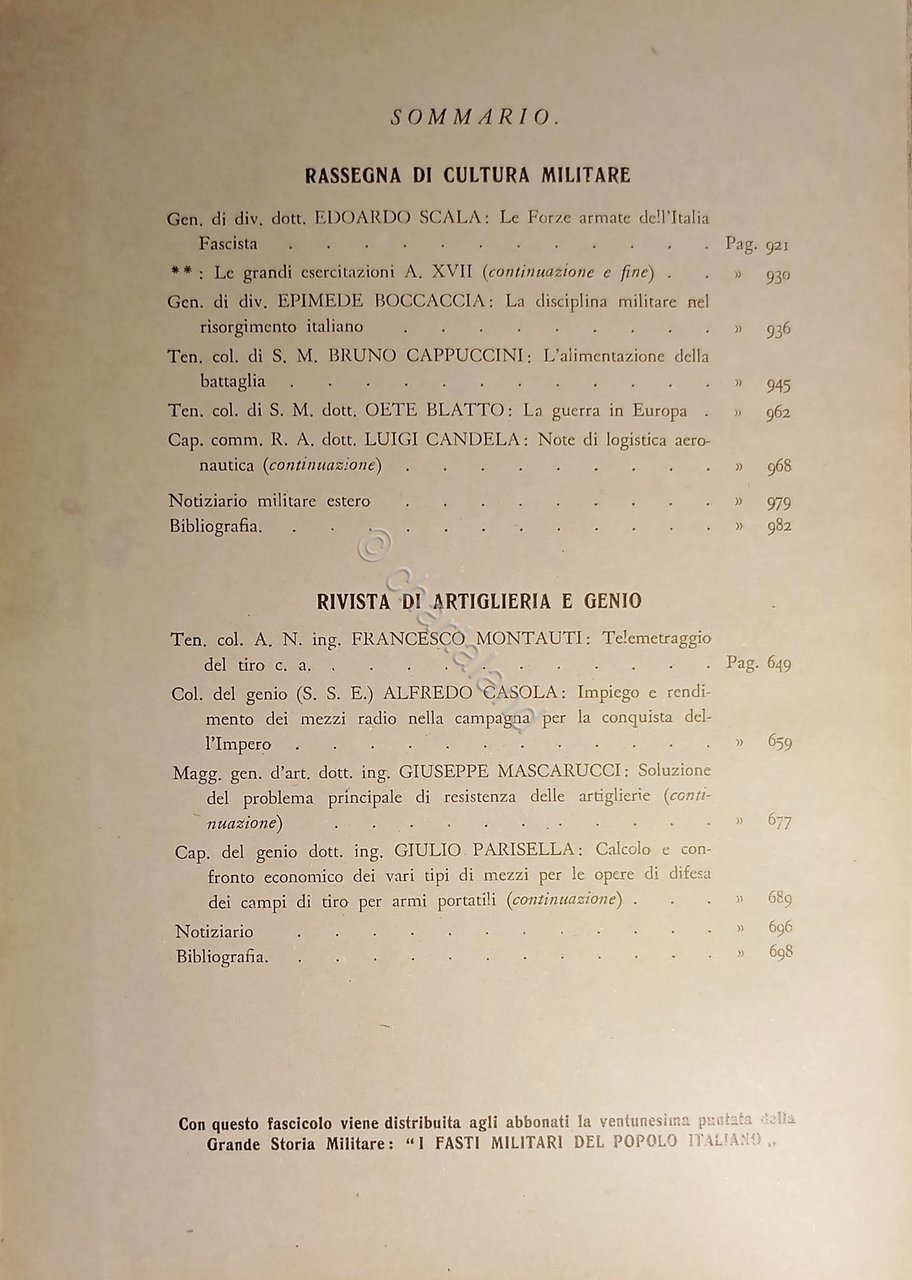 SOMMARIO.
RASSEGNA DI CULTURA MILITARE
Gen. di div. dott. EDOARDO SCALA: Le Forze armate dell'Italia
Fascista . . . . . . . . . . . . Pag. 921
** : Le grandi esercitazioni A. XVII (continuazione e fine) . . » 930
Gen. di div. EPIMEDE BOCCACCIA: La disciplina militare nel
risorgimento italiano . . . . . . . . . » 936
Ten. col. di S. M. BRUNO CAPPUCCINI: L'alimentazione della
battaglia . . . . . . . . . . . . » 945
Ten. col. di S. M. dott. OETE BLATTO: La guerra in Europa . » 962
Cap. comm. R. A. dott. LUIGI CANDELA: Note di logistica aero-
nautica (continuazione) . . . . . . . . . » 968
Notiziario militare estero . . . . . . . . . » 979
Bibliografia. . . . . . . . . . . . . » 982
RIVISTA DI ARTIGLIERIA E GENIO
Ten. col. A. N. ing. FRANCESCO MONTAUTI: Telemetraggio
del tiro c. a. . . . . . . . . . . . Pag. 649
Col. del genio (S. S. E.) ALFREDO CASOLA: Impiego e rendi-
mento dei mezzi radio nella campagna per la conquista del-
l'Impero . . . . . . . . . . . . » 659
Magg. gen. d'art. dott. ing. GIUSEPPE MASCARUCCI: Soluzione
del problema principale di resistenza delle artiglierie (conti-
nuazione) . . . . . . . . . . . » 677
Cap. del genio dott. ing. GIULIO PARISELLA: Calcolo e con-
fronto economico dei vari tipi di mezzi per le opere di difesa
dei campi di tiro per armi portatili (continuazione) . . . » 689
Notiziario . . . . . . . . . . . . » 696
Bibliografia. . . . . . . . . . . . . » 698
Con questo fascicolo viene distribuita agli abbonati la ventunesima puntata della
Grande Storia Militare: “I FASTI MILITARI DEL POPOLO ITALIANO„
© chartaland